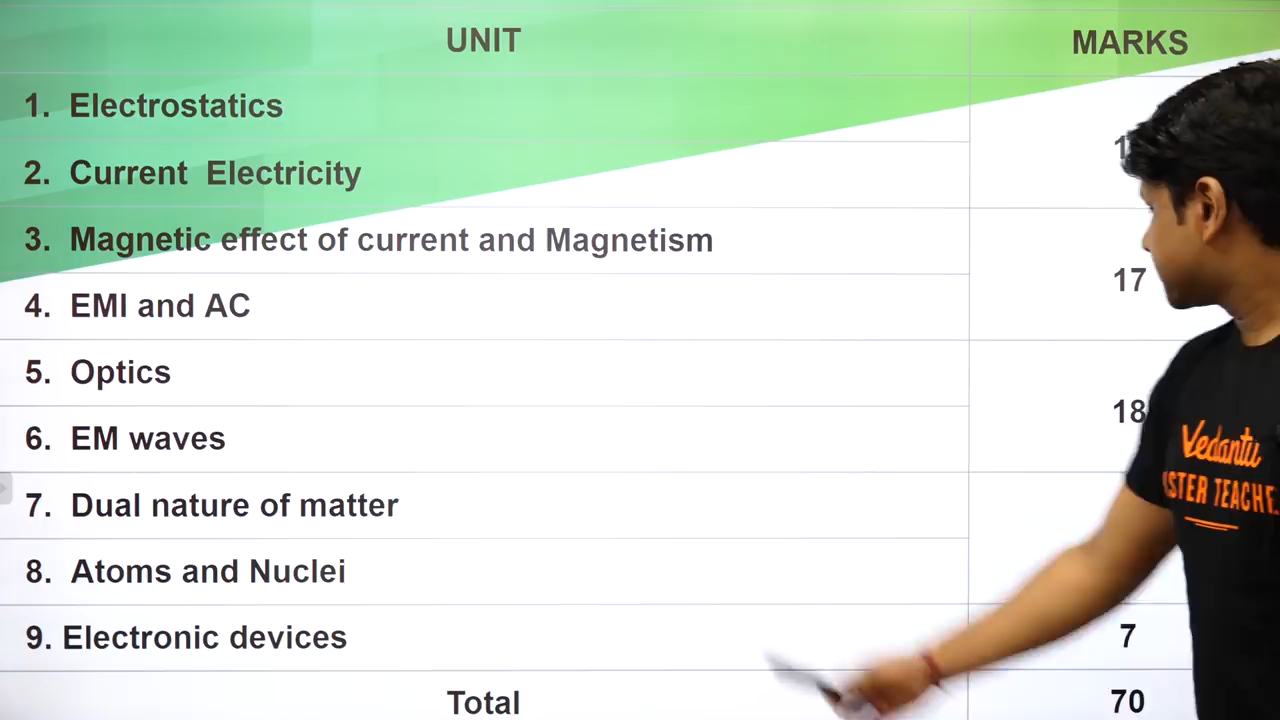 UNIT MARKS
1. Electrostatics
2. Current Electricity
3. Magnetic effect of current and Magnetism
17
4. EMI and AC
5. Optics
18
6. EM waves
7. Dual nature of matter
8. Atoms and Nuclei
9. Electronic devices 7
Total 70
Vedantu